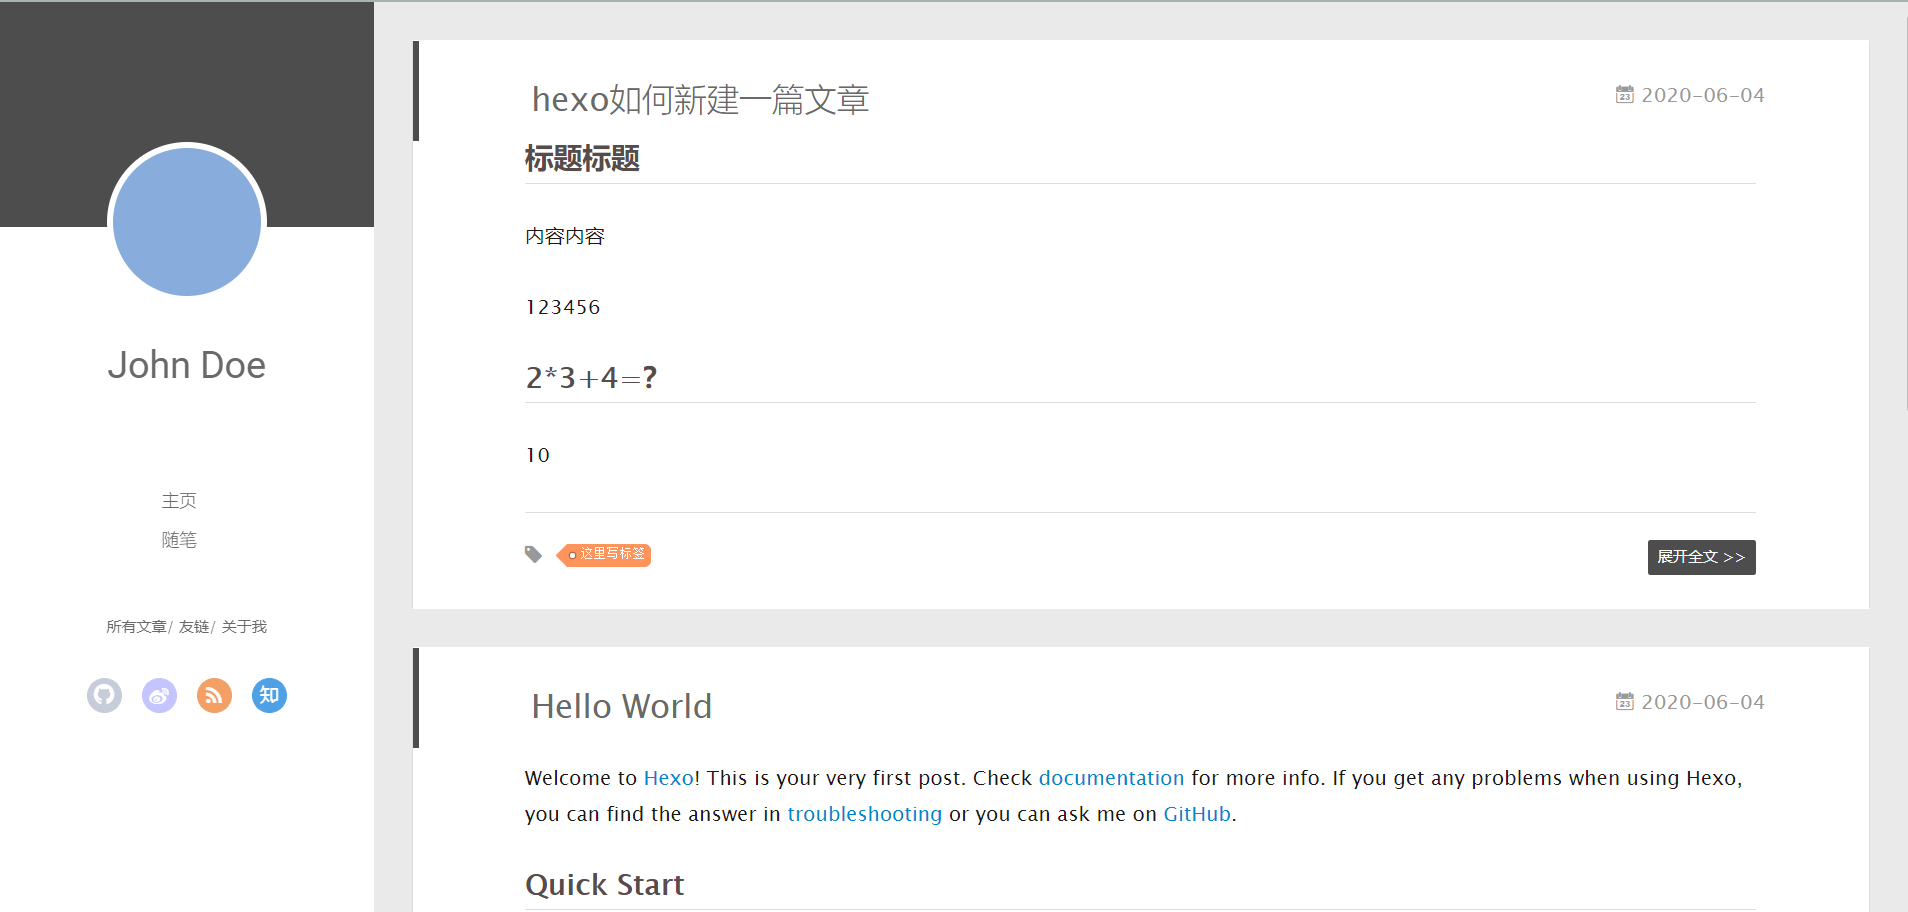 John Doe
主页
随笔
所有文章/ 友链/ 关于我
知
hexo如何新建一篇文章
23 2020-06-04
标题标题
内容内容
123456
2*3+4=?
10
这里写标签
展开全文 >>
Hello World
23 2020-06-04
Welcome to Hexo! This is your very first post. Check documentation for more info. If you get any problems when using Hexo,
you can find the answer in troubleshooting or you can ask me on GitHub.
Quick Start